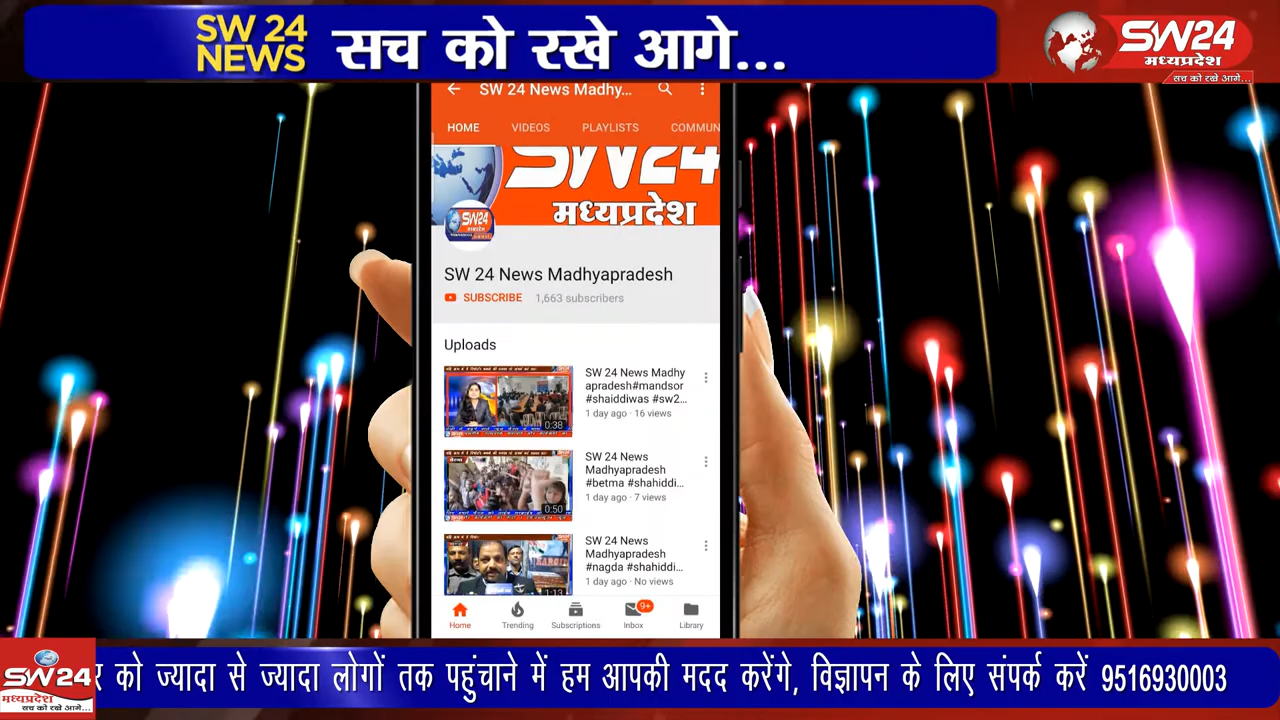 SW 24
NEWS
सच को रखे आगे...
SW24
मध्यप्रदेश
सच को रखे आगे...
SW 24 News Madhy...
HOME VIDEOS PLAYLISTS COMMUN
SW24
मध्यप्रदेश
SW24
SW 24 News Madhyapradesh
SUBSCRIBE 1,663 subscribers
Uploads
SW 24 News Madhy
apradesh#mandsor
#shaiddiwas #sw2...
1 day ago · 16 views
0:38
SW 24 News
Madhyapradesh
#betma #shahiddi...
1 day ago · 7 views
0:50
SW 24 News
Madhyapradesh
#nagda #shahiddi...
1 day ago · No views
1:13
Home Trending Subscriptions 9+ Inbox Library
SW24
मध्यप्रदेश
सच को रखे आगे...
र को ज्यादा से ज्यादा लोगों तक पहुंचाने में हम आपकी मदद करेंगे, विज्ञापन के लिए संपर्क करें 9516930003